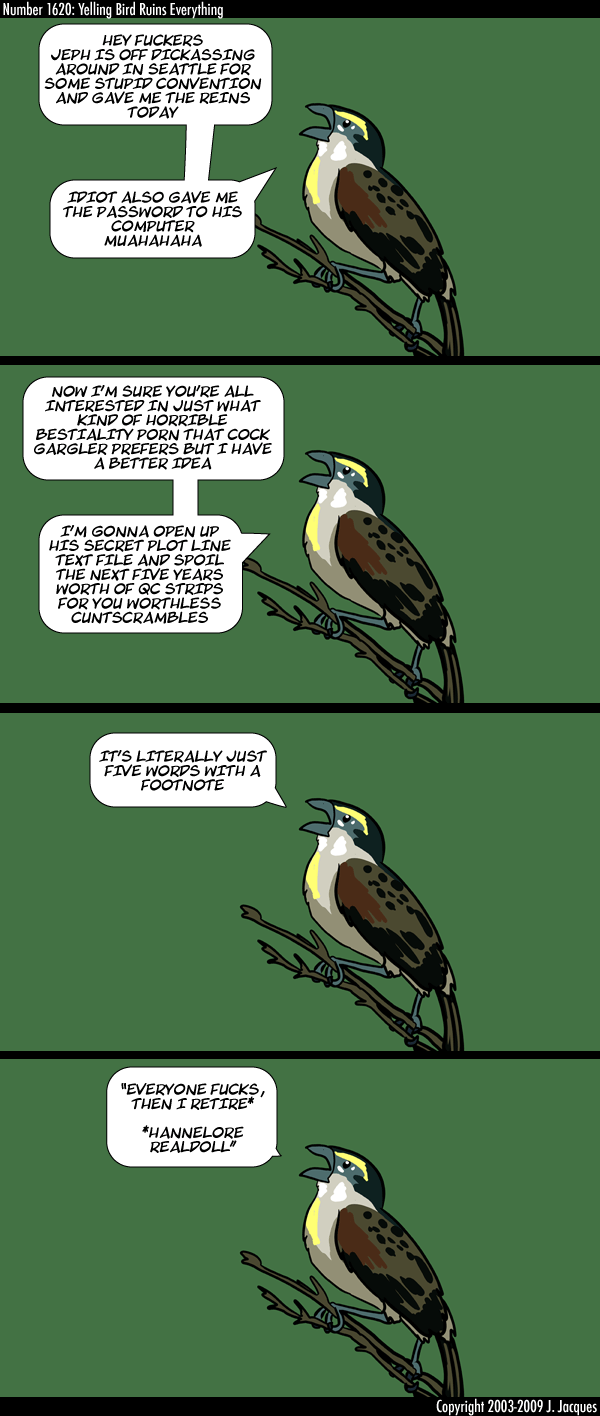 Number 1620: Yelling Bird Ruins Everything
HEY FUCKERS
JEPH IS OFF DICKASSING
AROUND IN SEATTLE FOR
SOME STUPID CONVENTION
AND GAVE ME THE REINS
TODAY
IDIOT ALSO GAVE ME
THE PASSWORD TO HIS
COMPUTER
MUAHAHAHA
NOW I'M SURE YOU'RE ALL
INTERESTED IN JUST WHAT
KIND OF HORRIBLE
BESTIALITY PORN THAT COCK
GARGLER PREFERS BUT I HAVE
A BETTER IDEA
I'M GONNA OPEN UP
HIS SECRET PLOT LINE
TEXT FILE AND SPOIL
THE NEXT FIVE YEARS
WORTH OF QC STRIPS
FOR YOU WORTHLESS
CUNTSCRAMBLES
IT'S LITERALLY JUST
FIVE WORDS WITH A
FOOTNOTE
"EVERYONE FUCKS,
THEN I RETIRE*
*HANNELORE
REALDOLL"
Copyright 2003-2009 J. Jacques